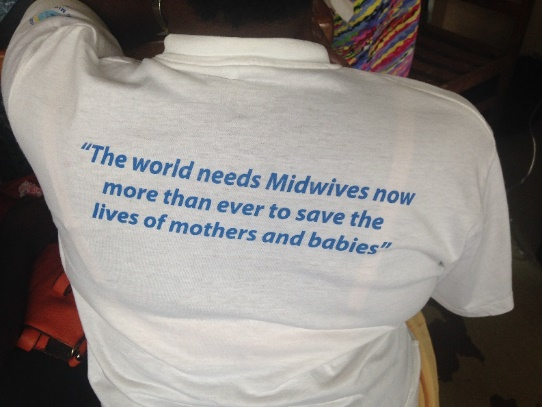 “The world needs Midwives now
more than ever to save the
lives of mothers and babies”